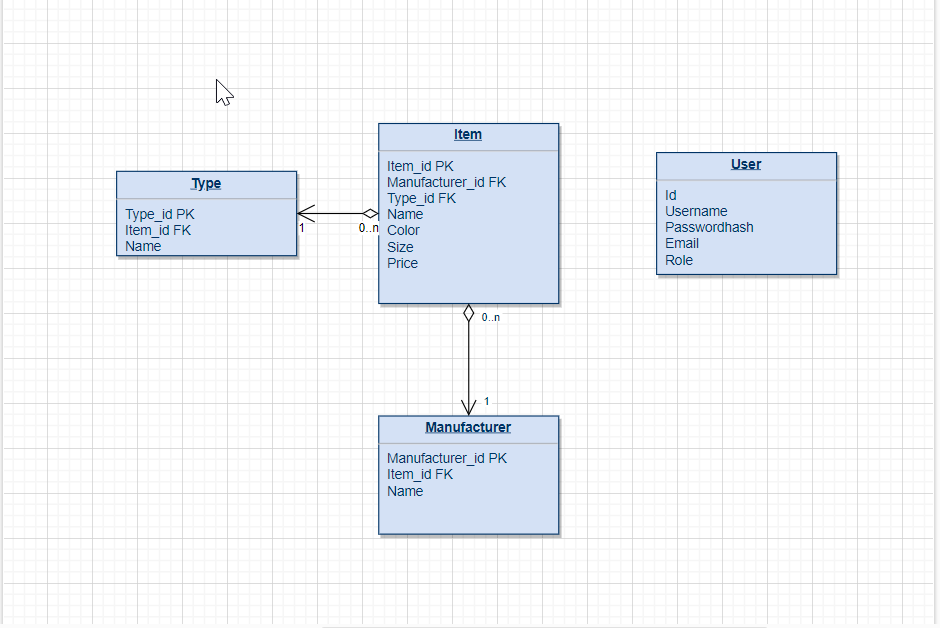 Item
Item_id PK
Manufacturer_id FK
Type_id FK
Name
Color
Size
Price
Type
Type_id PK
Item_id FK
Name
1
0..n
User
Id
Username
Passwordhash
Email
Role
0..n
1
Manufacturer
Manufacturer_id PK
Item_id FK
Name